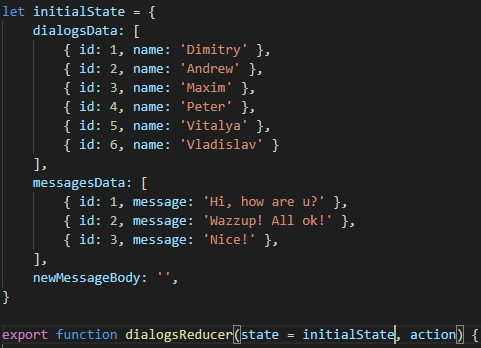 let initialState = {
    dialogsData: [
        { id: 1, name: 'Dimitry' },
        { id: 2, name: 'Andrew' },
        { id: 3, name: 'Maxim' },
        { id: 4, name: 'Peter' },
        { id: 5, name: 'Vitalya' },
        { id: 6, name: 'Vladislav' }
    ],
    messagesData: [
        { id: 1, message: 'Hi, how are u?' },
        { id: 2, message: 'Wazzup! All ok!' },
        { id: 3, message: 'Nice!' },
    ],
    newMessageBody: '',
}
export function dialogsReducer(state = initialState, action) {